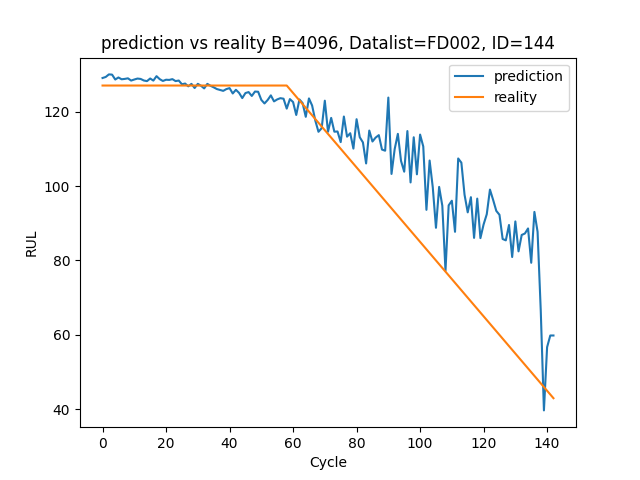 prediction vs reality B=4096, Datalist=FD002, ID=144
prediction
reality
RUL
120
100
80
60
40
0 20 40 60 80 100 120 140
Cycle